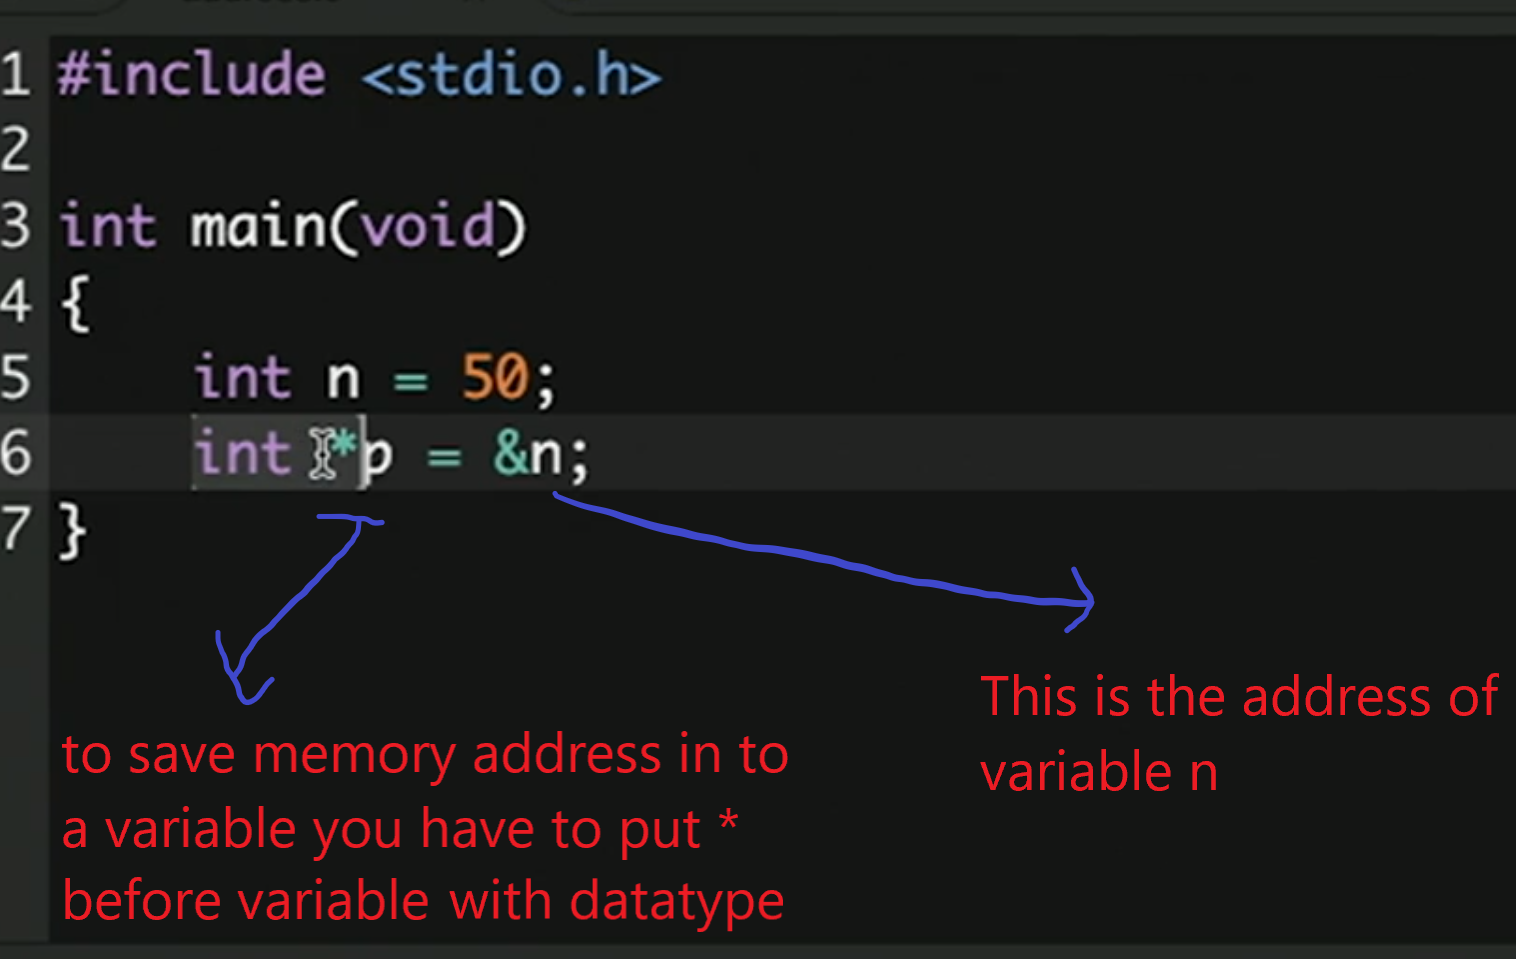 1 #include <stdio.h>
2
3 int main(void)
4 {
5 int n = 50;
6 int *p = &n;
7 }
to save memory address in to
a variable you have to put *
before variable with datatype
This is the address of
variable n